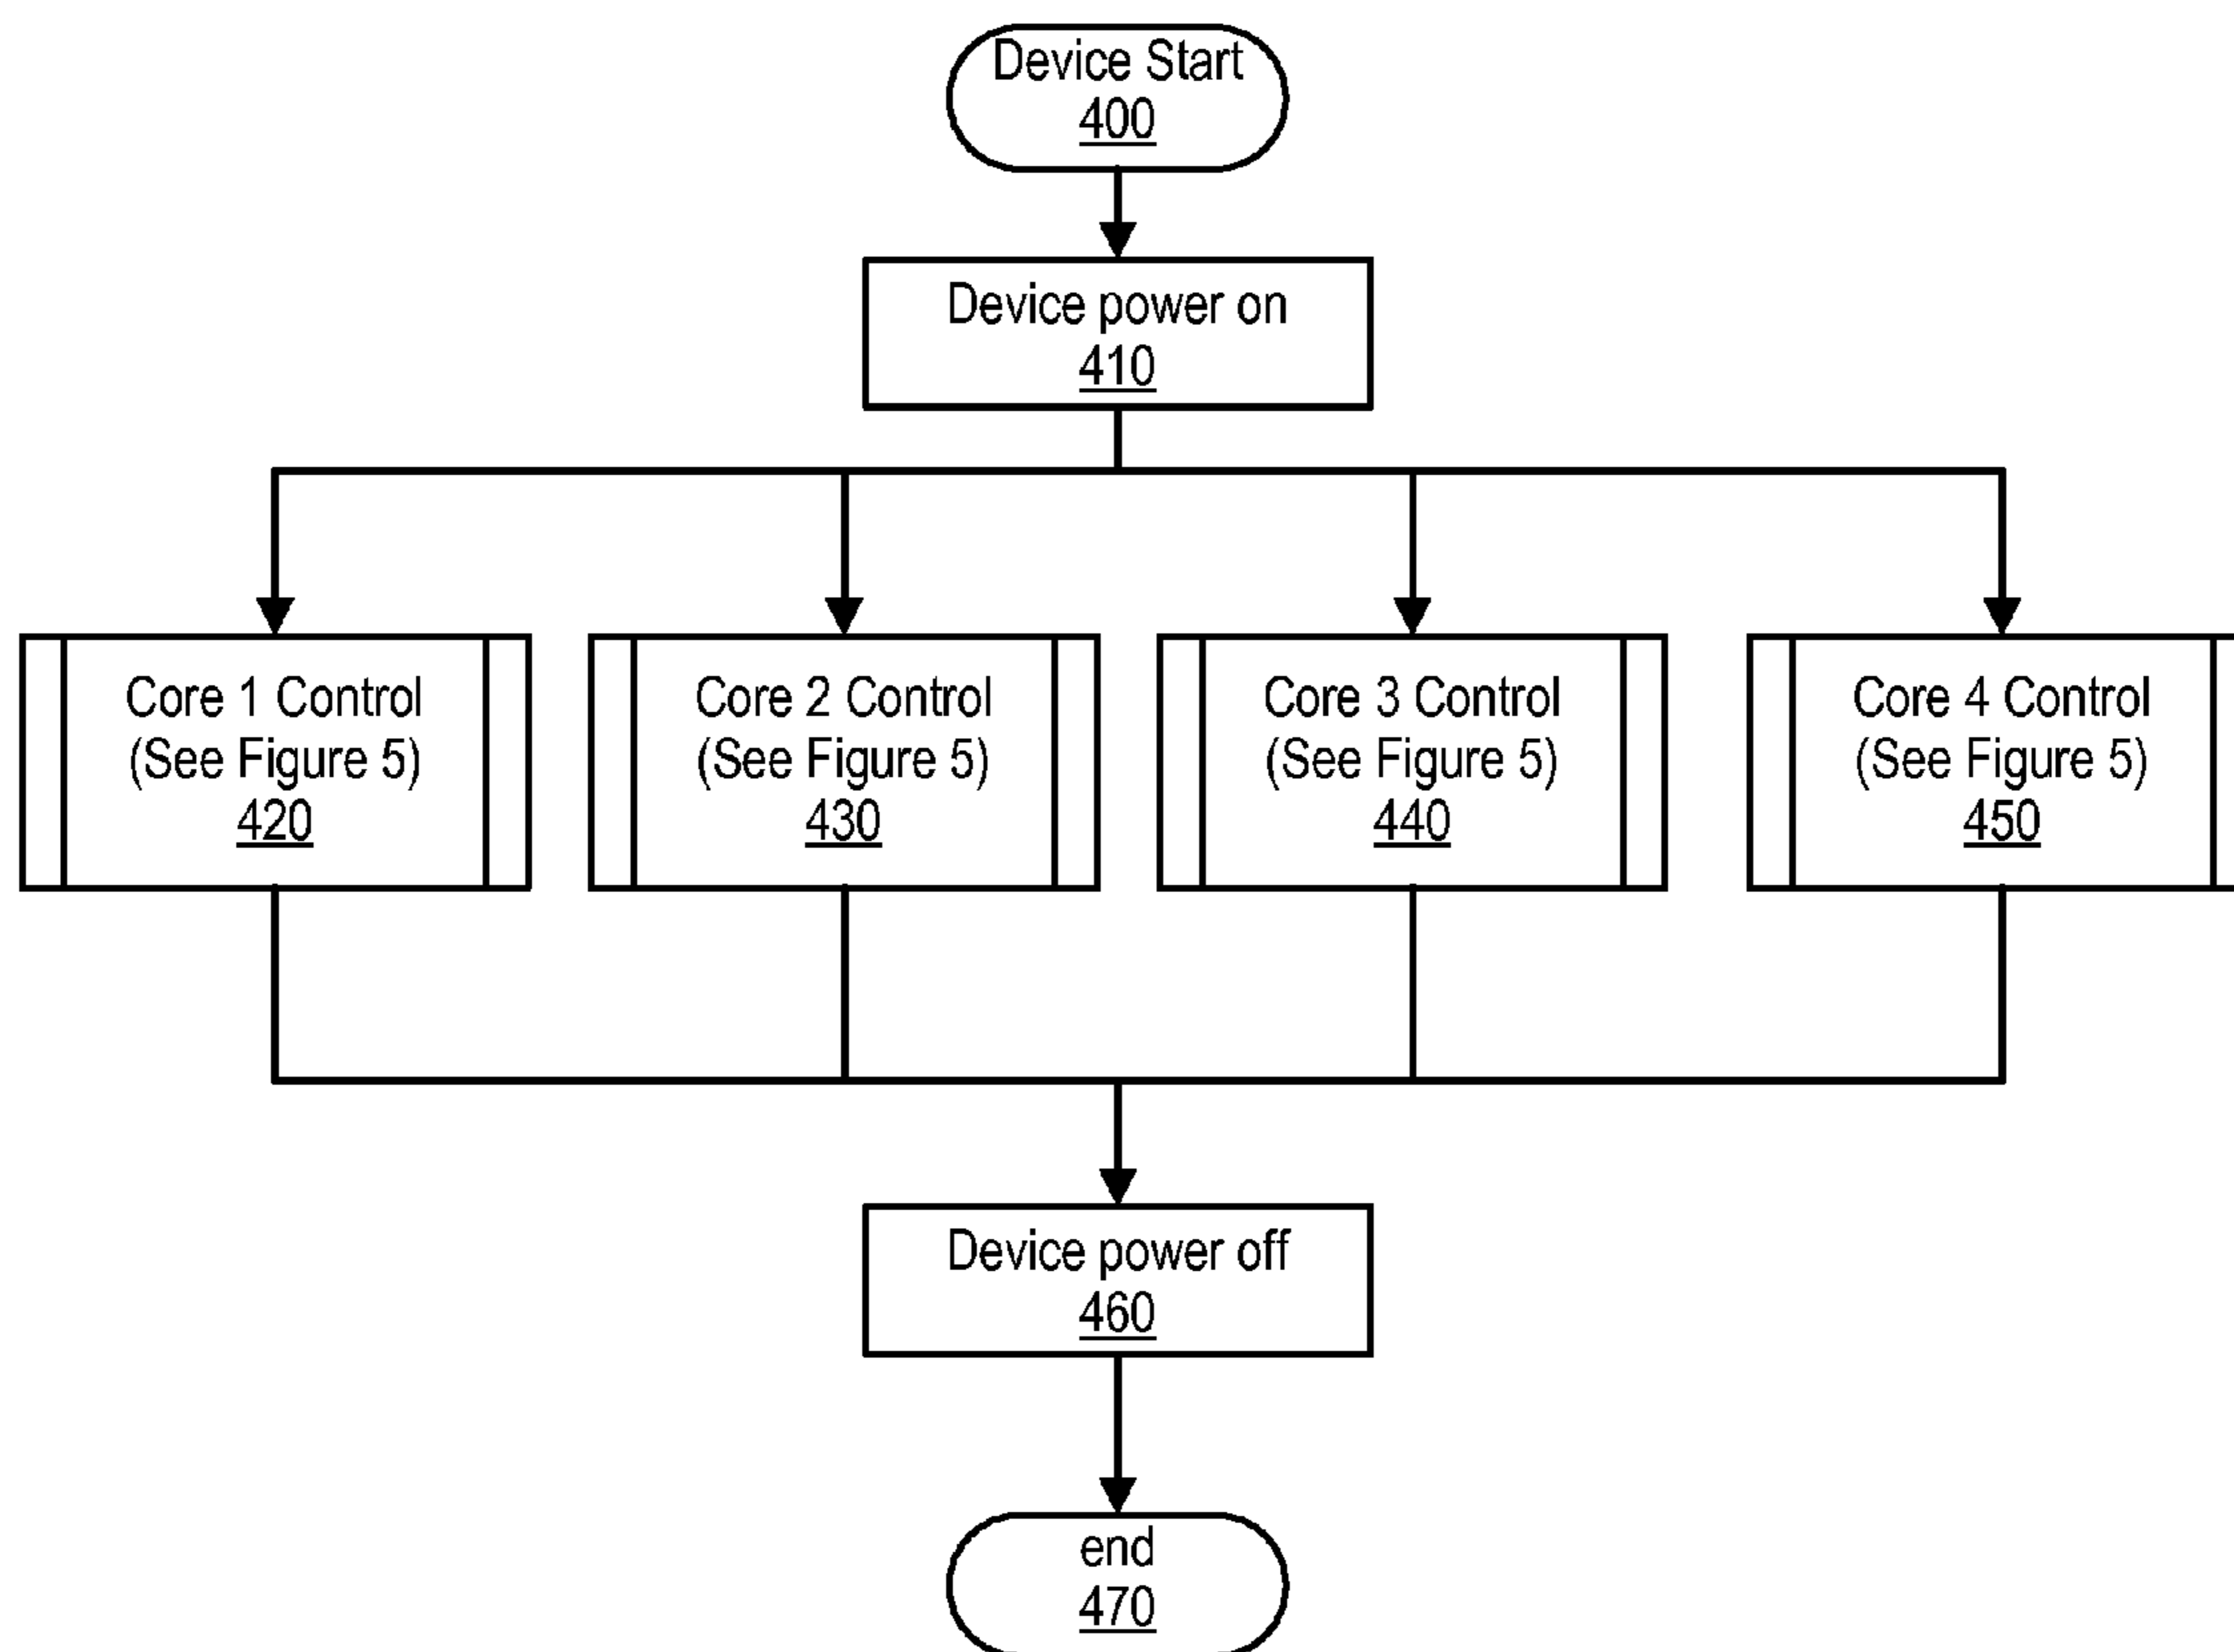 Device Start
400
Device power on
410
Core 1 Control
(See Figure 5)
420
Core 2 Control
(See Figure 5)
430
Core 3 Control
(See Figure 5)
440
Core 4 Control
(See Figure 5)
450
Device power off
460
end
470